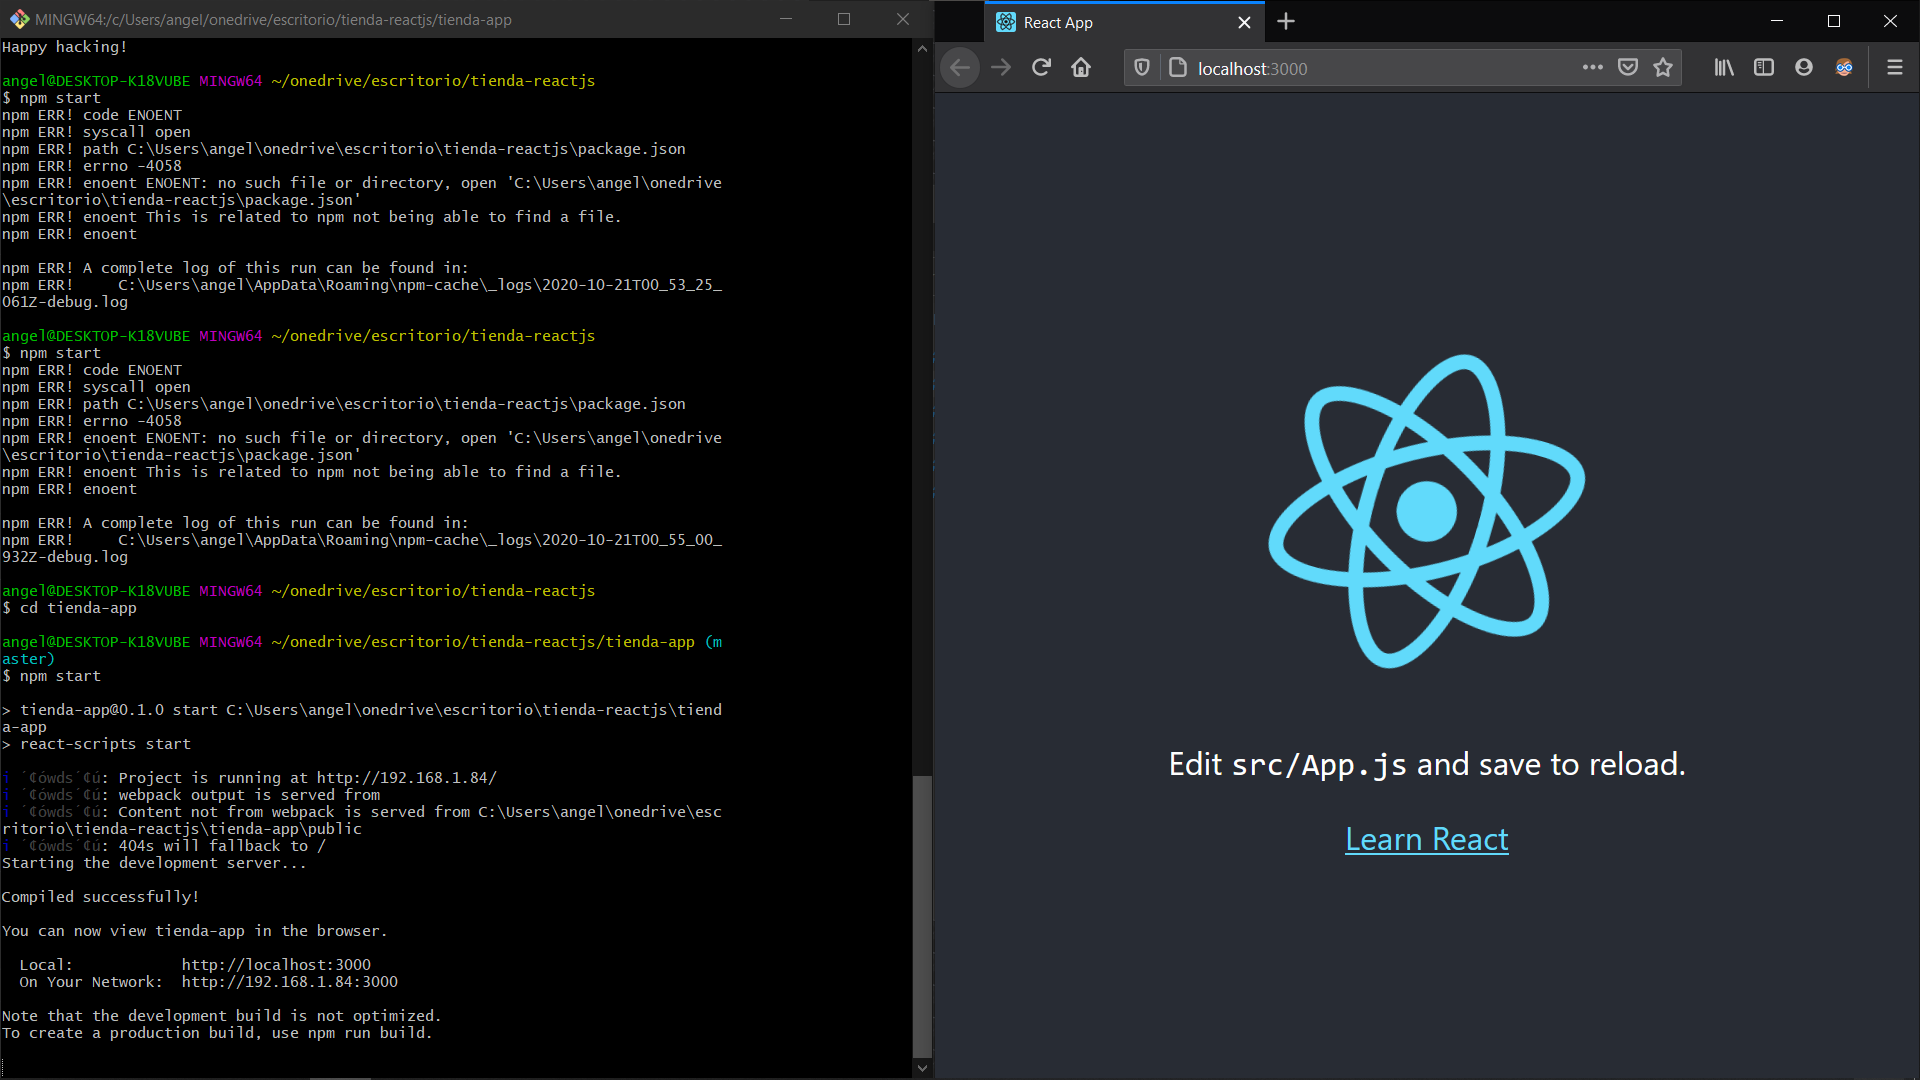 MINGW64:/c/Users/angel/onedrive/escritorio/tienda-reactjs/tienda-app
Happy hacking!
angel@DESKTOP-K18VUBE MINGW64 ~/onedrive/escritorio/tienda-reactjs
$ npm start
npm ERR! code ENOENT
npm ERR! syscall open
npm ERR! path C:\Users\angel\onedrive\escritorio\tienda-reactjs\package.json
npm ERR! errno -4058
npm ERR! enoent ENOENT: no such file or directory, open 'C:\Users\angel\onedrive
\escritorio\tienda-reactjs\package.json'
npm ERR! enoent This is related to npm not being able to find a file.
npm ERR! enoent
npm ERR! A complete log of this run can be found in:
npm ERR!     C:\Users\angel\AppData\Roaming\npm-cache\_logs\2020-10-21T00_53_25_
061Z-debug.log
angel@DESKTOP-K18VUBE MINGW64 ~/onedrive/escritorio/tienda-reactjs
$ npm start
npm ERR! code ENOENT
npm ERR! syscall open
npm ERR! path C:\Users\angel\onedrive\escritorio\tienda-reactjs\package.json
npm ERR! errno -4058
npm ERR! enoent ENOENT: no such file or directory, open 'C:\Users\angel\onedrive
\escritorio\tienda-reactjs\package.json'
npm ERR! enoent This is related to npm not being able to find a file.
npm ERR! enoent
npm ERR! A complete log of this run can be found in:
npm ERR!     C:\Users\angel\AppData\Roaming\npm-cache\_logs\2020-10-21T00_55_00_
932Z-debug.log
angel@DESKTOP-K18VUBE MINGW64 ~/onedrive/escritorio/tienda-reactjs
$ cd tienda-app
angel@DESKTOP-K18VUBE MINGW64 ~/onedrive/escritorio/tienda-reactjs/tienda-app (m
aster)
$ npm start
> tienda-app@0.1.0 start C:\Users\angel\onedrive\escritorio\tienda-reactjs\tiend
a-app
> react-scripts start
i ´¢ówds´¢ú: Project is running at http://192.168.1.84/
i ´¢ówds´¢ú: webpack output is served from
i ´¢ówds´¢ú: Content not from webpack is served from C:\Users\angel\onedrive\esc
ritorio\tienda-reactjs\tienda-app\public
i ´¢ówds´¢ú: 404s will fallback to /
Starting the development server...
Compiled successfully!
You can now view tienda-app in the browser.
Local:            http://localhost:3000
On Your Network:  http://192.168.1.84:3000
Note that the development build is not optimized.
To create a production build, use npm run build.
React App
localhost:3000
Edit src/App.js and save to reload.
Learn React